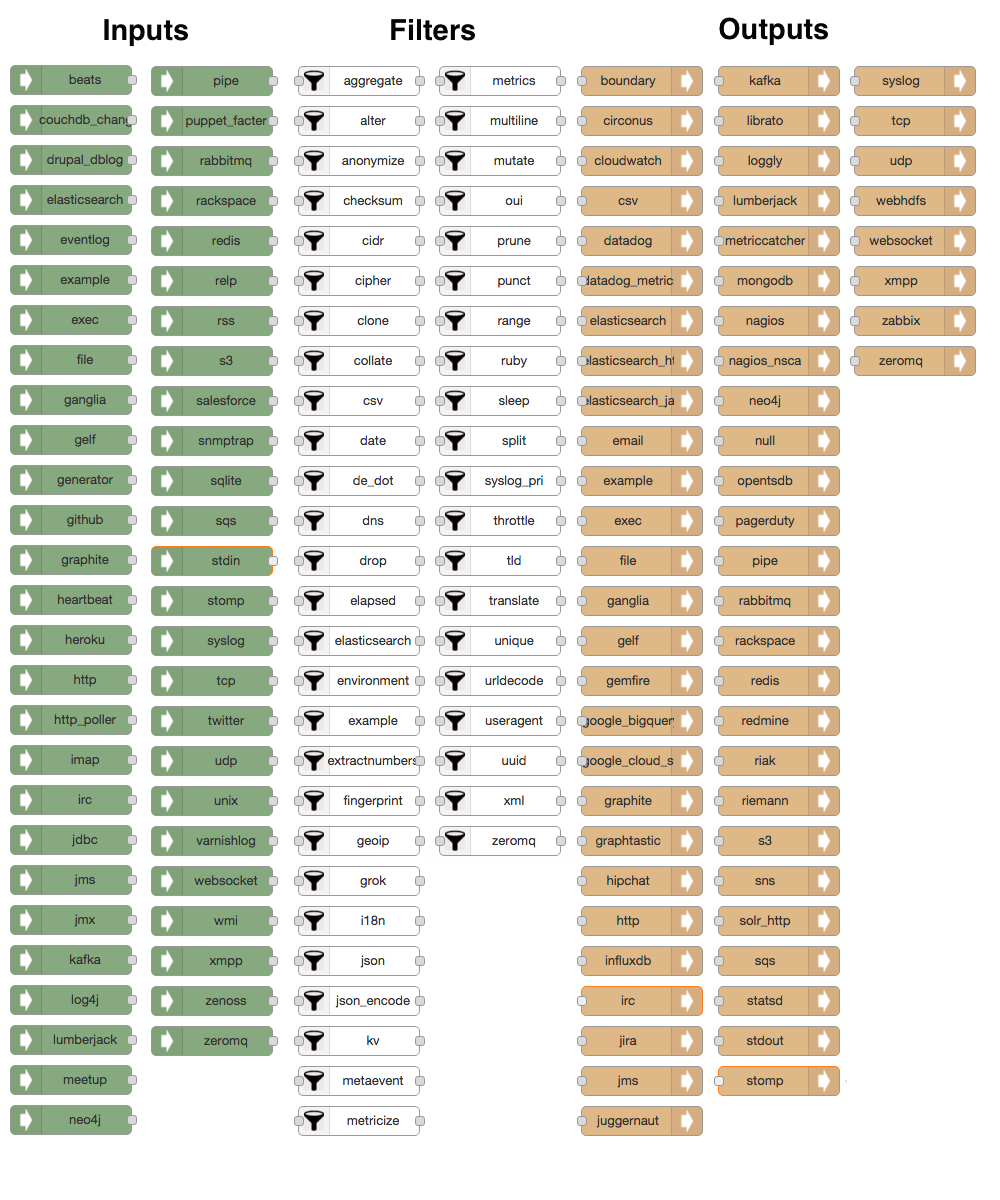 Inputs
beats
couchdb_chang
drupal_dblog
elasticsearch
eventlog
example
exec
file
ganglia
gelf
generator
github
graphite
heartbeat
heroku
http
http_poller
imap
irc
jdbc
jms
jmx
kafka
log4j
lumberjack
meetup
neo4j
pipe
puppet_facter
rabbitmq
rackspace
redis
relp
rss
s3
salesforce
snmptrap
sqlite
sqs
stdin
stomp
syslog
tcp
twitter
udp
unix
varnishlog
websocket
wmi
xmpp
zenoss
zeromq
Filters
aggregate
alter
anonymize
checksum
cidr
cipher
clone
collate
csv
date
de_dot
dns
drop
elapsed
elasticsearch
environment
example
extractnumbers
fingerprint
geoip
grok
i18n
json
json_encode
kv
metaevent
metricize
metrics
multiline
mutate
oui
prune
punct
range
ruby
sleep
split
syslog_pri
throttle
tld
translate
unique
urldecode
useragent
uuid
xml
zeromq
Outputs
boundary
circonus
cloudwatch
csv
datadog
datadog_metric
elasticsearch
elasticsearch_ht
elasticsearch_ja
email
example
exec
file
ganglia
gelf
gemfire
google_bigquer
google_cloud_s
graphite
graphtastic
hipchat
http
influxdb
irc
jira
jms
juggernaut
kafka
librato
loggly
lumberjack
metriccatcher
mongodb
nagios
nagios_nsca
neo4j
null
opentsdb
pagerduty
pipe
rabbitmq
rackspace
redis
redmine
riak
riemann
s3
sns
solr_http
sqs
statsd
stdout
stomp
syslog
tcp
udp
webhdfs
websocket
xmpp
zabbix
zeromq